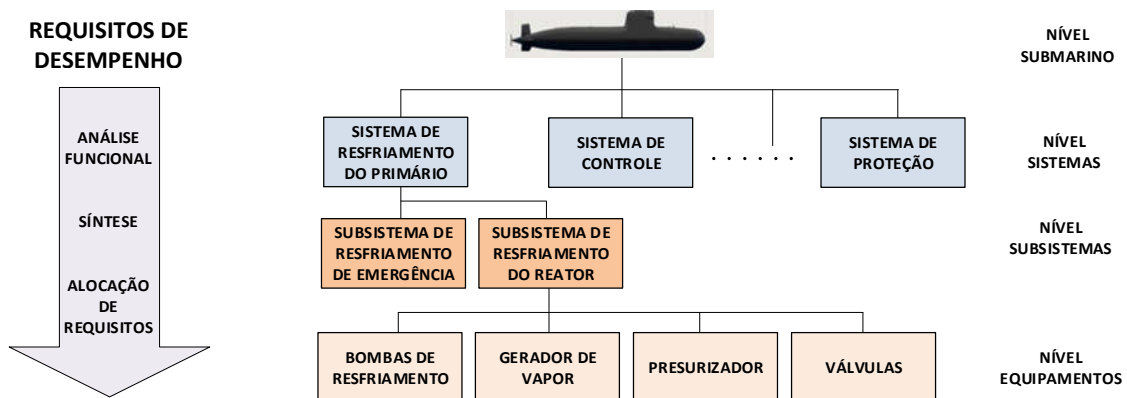 REQUISITOS DE
DESEMPENHO
ANÁLISE
FUNCIONAL
SÍNTESE
ALOCAÇÃO
DE
REQUISITOS
NÍVEL
SUBMARINO
SISTEMA DE
RESFRIAMENTO
DO PRIMÁRIO
SISTEMA DE
CONTROLE
. . . . . .
SISTEMA DE
PROTEÇÃO
NÍVEL
SISTEMAS
SUBSISTEMA DE
RESFRIAMENTO
DE EMERGÊNCIA
SUBSISTEMA DE
RESFRIAMENTO
DO REATOR
NÍVEL
SUBSISTEMAS
BOMBAS DE
RESFRIAMENTO
GERADOR DE
VAPOR
PRESURIZADOR
VÁLVULAS
NÍVEL
EQUIPAMENTOS